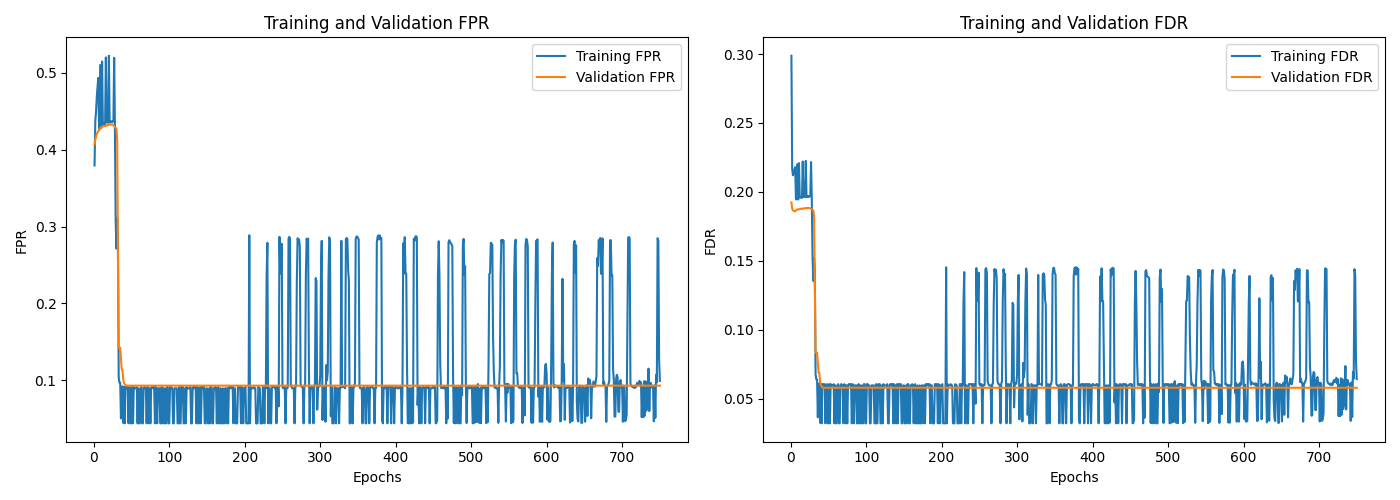 Training and Validation FPR
Training FPR
Validation FPR
0.5
0.4
0.3
0.2
0.1
FPR
0
100
200
300
400
500
600
700
Epochs
Training and Validation FDR
Training FDR
Validation FDR
0.30
0.25
0.20
0.15
0.10
0.05
FDR
0
100
200
300
400
500
600
700
Epochs